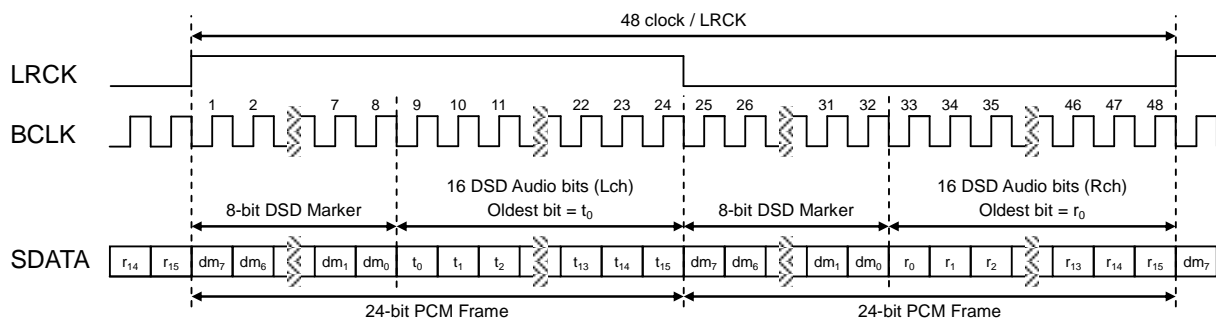 48 clock / LRCK
LRCK
1 2 7 8 9 10 11 22 23 24 25 26 31 32 33 34 35 46 47 48
BCLK
16 DSD Audio bits (Lch) 16 DSD Audio bits (Rch)
8-bit DSD Marker Oldest bit = t₀ 8-bit DSD Marker Oldest bit = r₀
SDATA r₁₄ r₁₅ dm₇ dm₆ dm₁ dm₀ t₀ t₁ t₂ t₁₃ t₁₄ t₁₅ dm₇ dm₆ dm₁ dm₀ r₀ r₁ r₂ r₁₃ r₁₄ r₁₅ dm₇
24-bit PCM Frame 24-bit PCM Frame